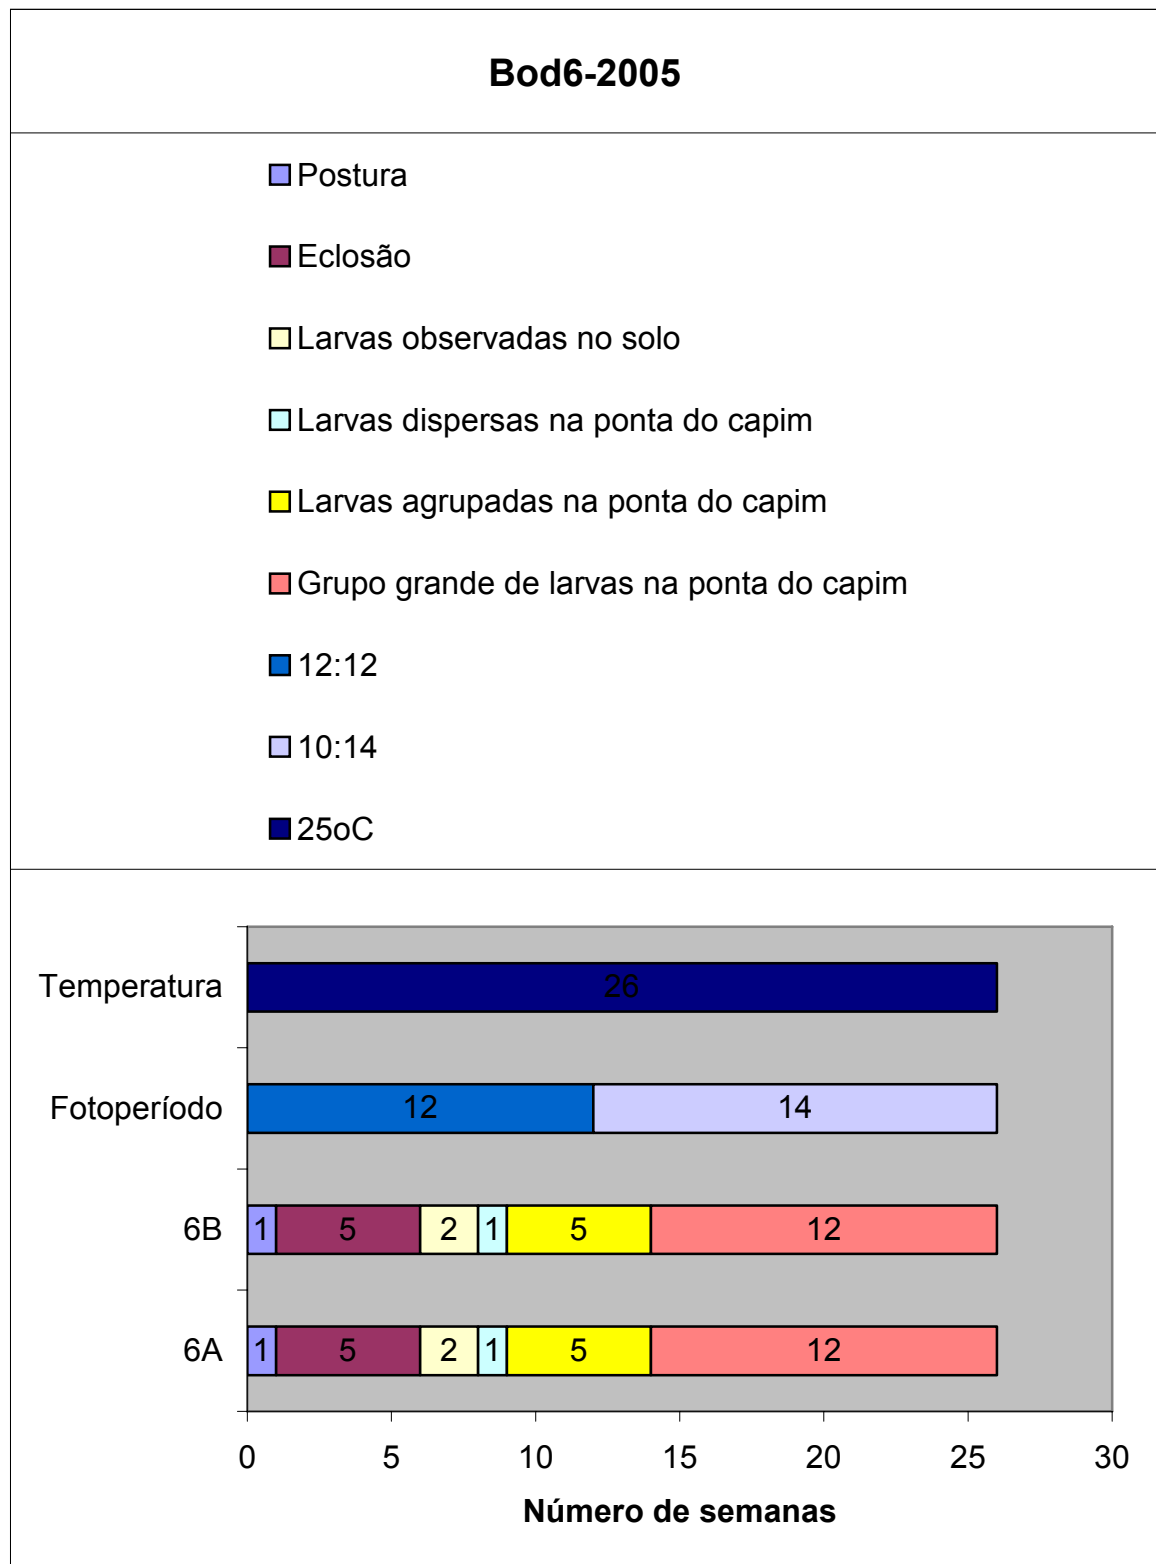 Bod6-2005
Postura
Eclosão
Larvas observadas no solo
Larvas dispersas na ponta do capim
Larvas agrupadas na ponta do capim
Grupo grande de larvas na ponta do capim
12:12
10:14
25oC
Temperatura 26
Fotoperíodo 12 14
6B 1 5 2 1 5 12
6A 1 5 2 1 5 12
0 5 10 15 20 25 30
Número de semanas